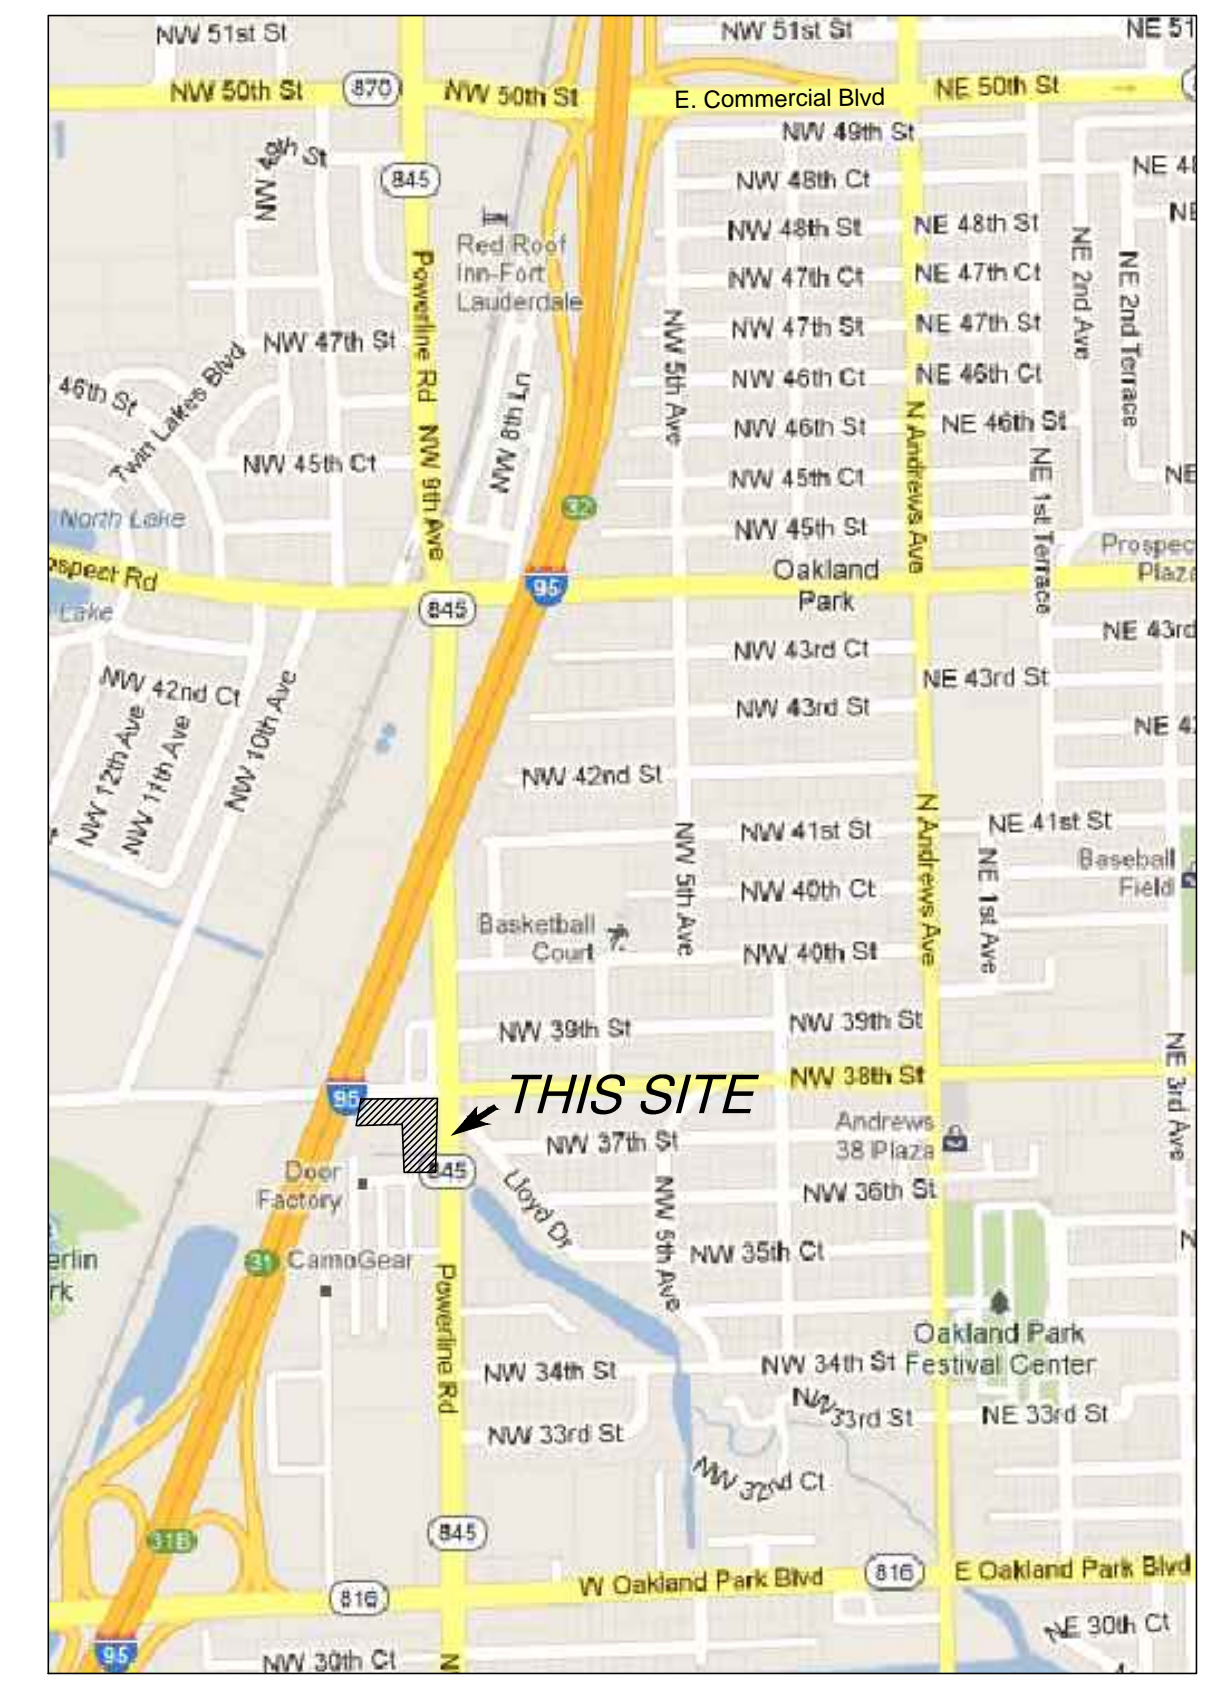 NW 51st St
NW 51st St
NE 51
NW 50th St
870
NW 50th St
E. Commercial Blvd
NE 50th St
NW 49th St
NW 49th St
845
NW 48th Ct
NE 48
NW 48th St
NE 48th St
NE
Red Roof
Inn-Fort
Lauderdale
NW 47th Ct
NE 47th Ct
NE 2nd Ave
NE 2nd Terrace
Powerline Rd
NW 47th St
NW 5th Ave
NW 47th St
NE 47th St
46th St
Twin Lakes Blvd
NW 8th Ln
NW 46th Ct
NE 46th Ct
NW 46th St
N Andrews Ave
NE 46th St
NW 45th Ct
NW 9th Ave
NW 45th Ct
NE 1st Terrace
NE
North Lake
32
NW 45th St
Prospec
Plaza
ospect Rd
95
Oakland
Park
Lake
845
NE 43rd
NW 43rd Ct
NW 42nd Ct
NW 10th Ave
NE 43rd St
NW 12th Ave
NW 11th Ave
NW 43rd St
NE 42
NW 42nd St
N Andrews Ave
NW 5th Ave
NW 41st St
NE 41st St
NE 1st Ave
Baseball
Field
NW 40th Ct
Basketball
Court
NW 40th St
NW 39th St
NW 39th St
NE 3rd Ave
95
THIS SITE
NW 38th St
Andrews
38 Plaza
NW 37th St
Door
Factory
845
Lloyd Dr
NW 5th Ave
NW 36th St
erlin
rk
31
CamoGear
NW 35th Ct
N
Powerline Rd
Oakland Park
Festival Center
NW 34th St
NW 34th St
NW 33rd St
NE 33rd St
NW 33rd St
NW 32nd Ct
31B
845
816
W Oakland Park Blvd
816
E Oakland Park Blvd
95
NW 30th Ct
N
NE 30th Ct